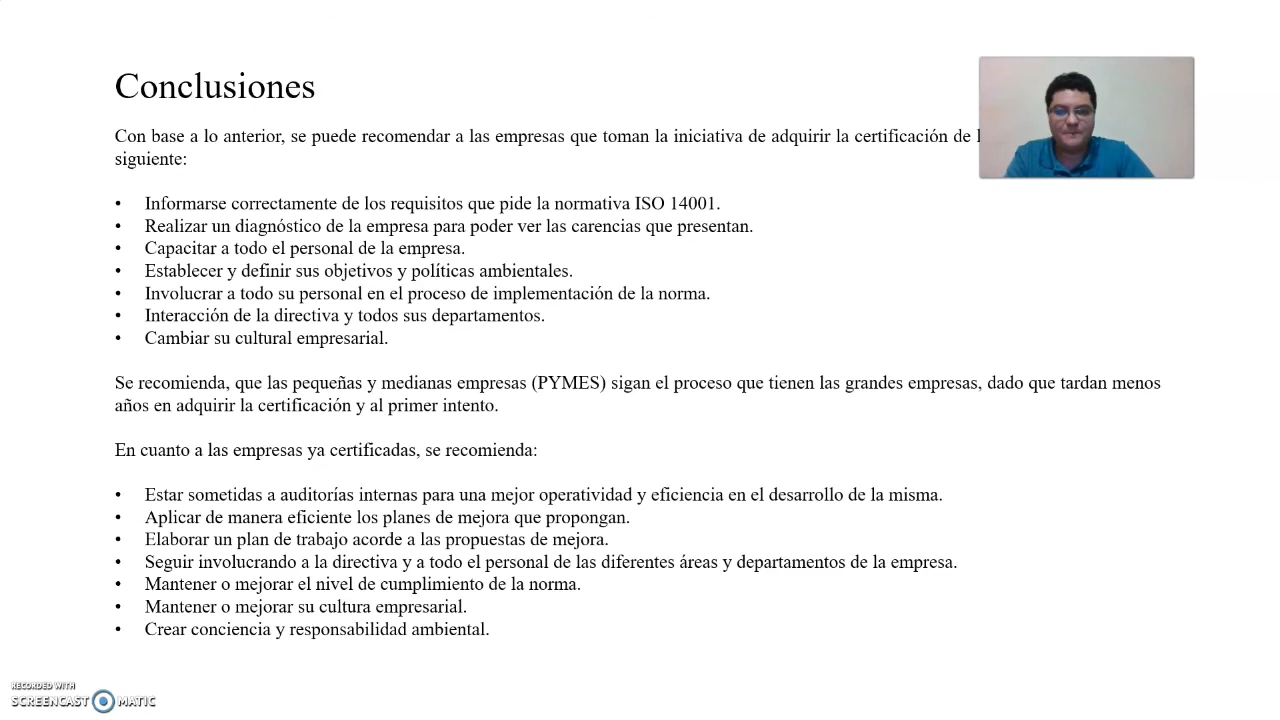 Conclusiones
Con base a lo anterior, se puede recomendar a las empresas que toman la iniciativa de adquirir la certificación de
siguiente:
• Informarse correctamente de los requisitos que pide la normativa ISO 14001.
• Realizar un diagnóstico de la empresa para poder ver las carencias que presentan.
• Capacitar a todo el personal de la empresa.
• Establecer y definir sus objetivos y políticas ambientales.
• Involucrar a todo su personal en el proceso de implementación de la norma.
• Interacción de la directiva y todos sus departamentos.
• Cambiar su cultural empresarial.
Se recomienda, que las pequeñas y medianas empresas (PYMES) sigan el proceso que tienen las grandes empresas, dado que tardan menos
años en adquirir la certificación y al primer intento.
En cuanto a las empresas ya certificadas, se recomienda:
• Estar sometidas a auditorías internas para una mejor operatividad y eficiencia en el desarrollo de la misma.
• Aplicar de manera eficiente los planes de mejora que propongan.
• Elaborar un plan de trabajo acorde a las propuestas de mejora.
• Seguir involucrando a la directiva y a todo el personal de las diferentes áreas y departamentos de la empresa.
• Mantener o mejorar el nivel de cumplimiento de la norma.
• Mantener o mejorar su cultura empresarial.
• Crear conciencia y responsabilidad ambiental.
RECORDED WITH
SCREENCAST MATIC